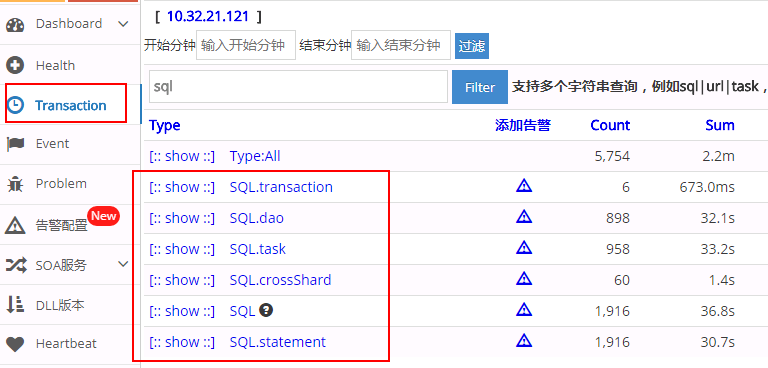 Dashboard
Health
Transaction
Event
Problem
告警配置 New
SOA服务
DLL版本
Heartbeat
[ 10.32.21.121 ]
开始分钟 输入开始分钟 结束分钟 输入结束分钟 过滤
sql Filter 支持多个字符串查询，例如sql|url|task，
Type 添加告警 Count Sum
[:: show ::] Type:All 5,754 2.2m
[:: show ::] SQL.transaction 6 673.0ms
[:: show ::] SQL.dao 898 32.1s
[:: show ::] SQL.task 958 33.2s
[:: show ::] SQL.crossShard 60 1.4s
[:: show ::] SQL 1,916 36.8s
[:: show ::] SQL.statement 1,916 30.7s